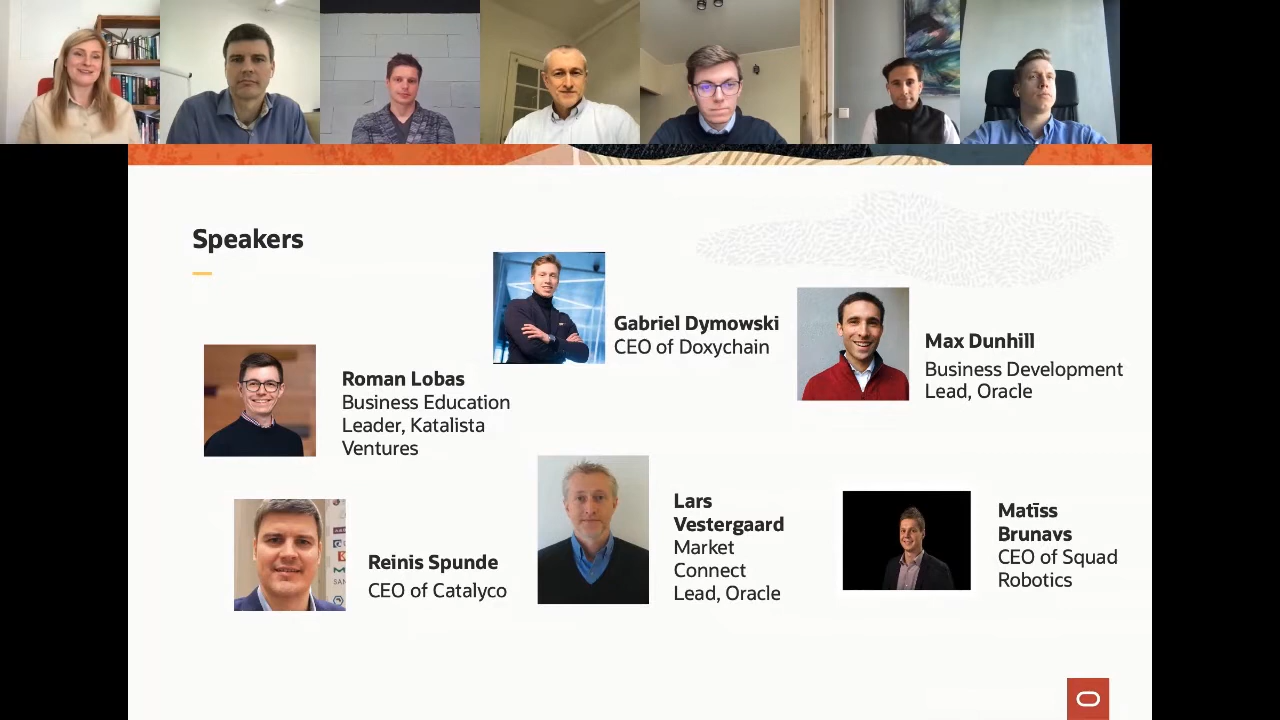 Speakers
Gabriel Dymowski
CEO of Doxychain
Max Dunhill
Business Development
Lead, Oracle
Roman Lobas
Business Education
Leader, Katalista
Ventures
Reinis Spunde
CEO of Catalyco
Lars
Vestergaard
Market
Connect
Lead, Oracle
Matīss
Brunavs
CEO of Squad
Robotics